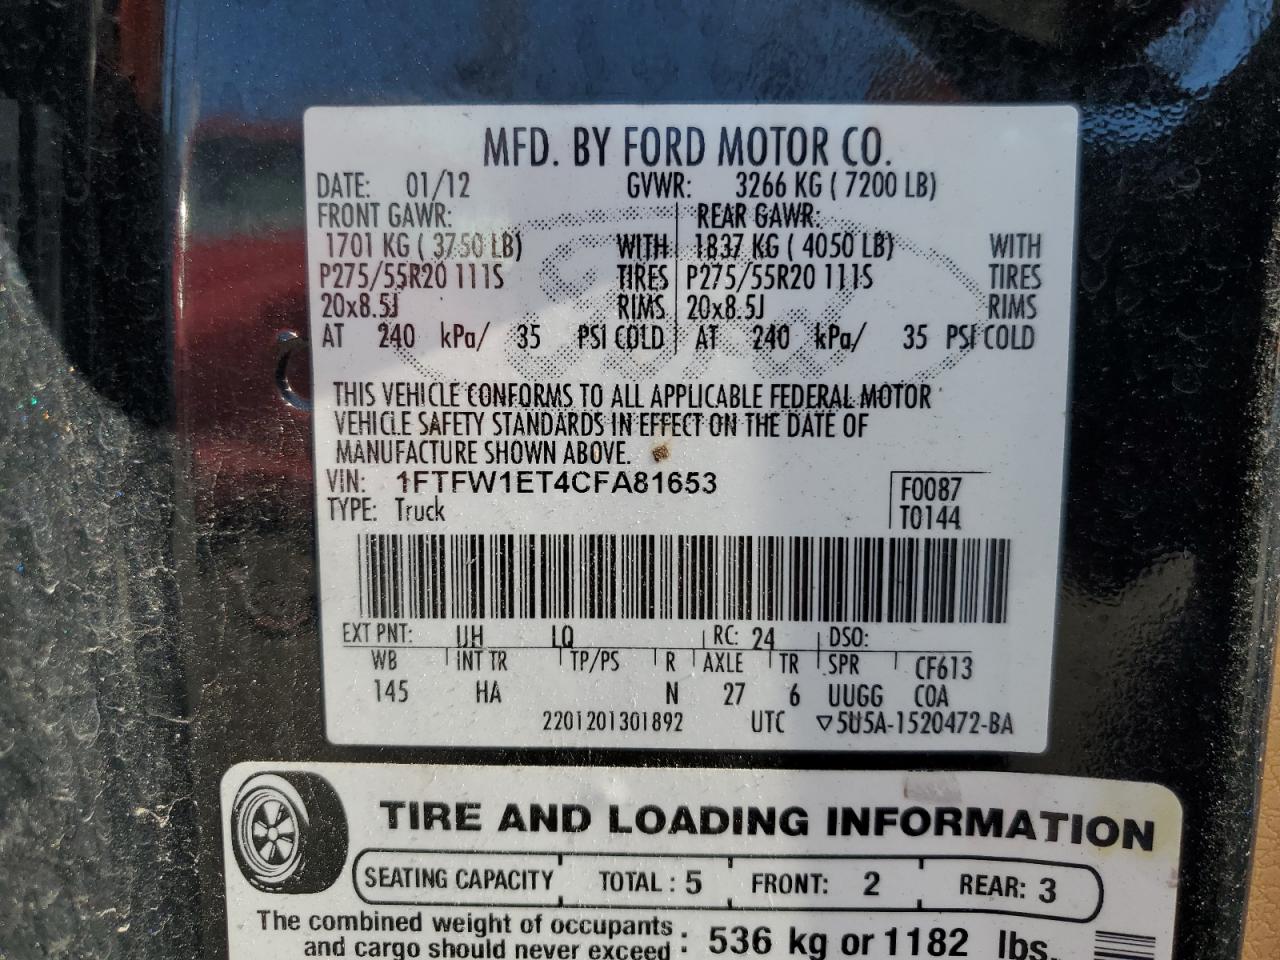 MFD. BY FORD MOTOR CO.
DATE: 01/12 GVWR: 3266 KG ( 7200 LB)
FRONT GAWR: REAR GAWR:
1701 KG ( 3750 LB) WITH 1837 KG ( 4050 LB) WITH
P275/55R20 111S TIRES P275/55R20 111S TIRES
20x8.5J RIMS 20x8.5J RIMS
AT 240 kPa/ 35 PSI COLD AT 240 kPa/ 35 PSI COLD
THIS VEHICLE CONFORMS TO ALL APPLICABLE FEDERAL MOTOR
VEHICLE SAFETY STANDARDS IN EFFECT ON THE DATE OF
MANUFACTURE SHOWN ABOVE.
VIN: 1FTFW1ET4CFA81653 F0087
TYPE: Truck T0144
EXT PNT: UH LQ RC: 24 DSO:
WB INT TR TP/PS R AXLE TR SPR CF613
145 HA N 27 6 UUGG COA
2201201301892 UTC ▽5U5A-1520472-BA
TIRE AND LOADING INFORMATION
SEATING CAPACITY TOTAL : 5 FRONT: 2 REAR: 3
The combined weight of occupants
and cargo should never exceed : 536 kg or 1182 lbs.